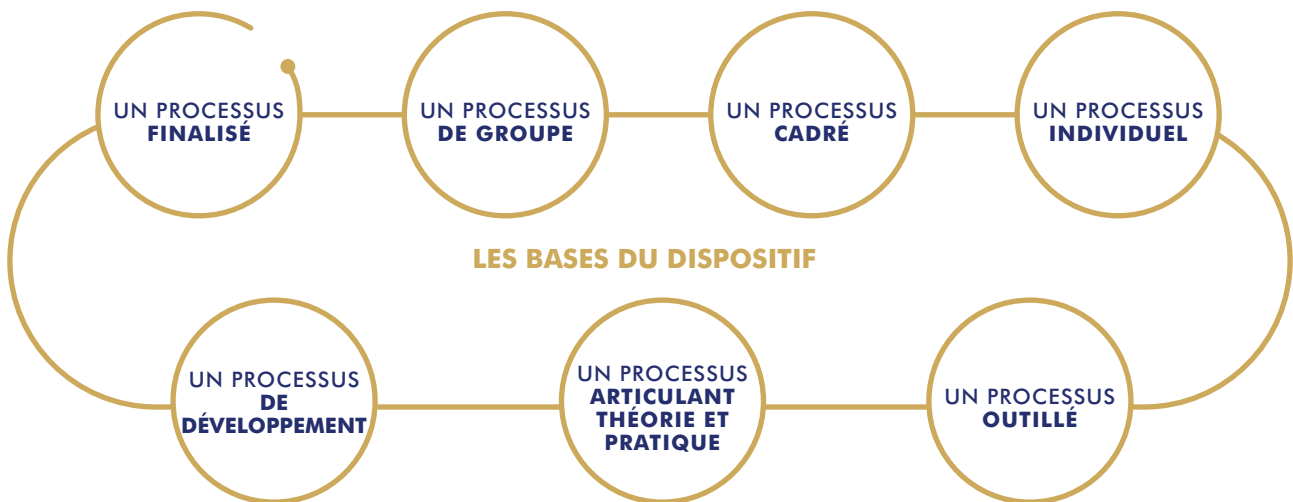 UN PROCESSUS
FINALISÉ
UN PROCESSUS
DE GROUPE
UN PROCESSUS
CADRÉ
UN PROCESSUS
INDIVIDUEL
LES BASES DU DISPOSITIF
UN PROCESSUS
DE
DÉVELOPPEMENT
UN PROCESSUS
ARTICULANT
THÉORIE ET
PRATIQUE
UN PROCESSUS
OUTILLÉ